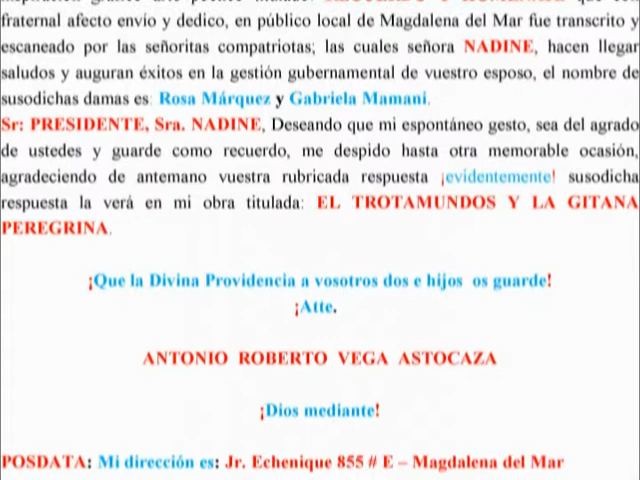 fraternal afecto envío y dedico, en público local de Magdalena del Mar fue transcrito y
escaneado por las señoritas compatriotas; las cuales señora NADINE, hacen llegar
saludos y auguran éxitos en la gestión gubernamental de vuestro esposo, el nombre de
susodichas damas es: Rosa Márquez y Gabriela Mamani.
Sr: PRESIDENTE, Sra. NADINE, Deseando que mi espontáneo gesto, sea del agrado
de ustedes y guarde como recuerdo, me despido hasta otra memorable ocasión,
agradeciendo de antemano vuestra rubricada respuesta ¡evidentemente! susodicha
respuesta la verá en mi obra titulada: EL TROTAMUNDOS Y LA GITANA
PEREGRINA.
¡Que la Divina Providencia a vosotros dos e hijos os guarde!
¡Atte.
ANTONIO ROBERTO VEGA ASTOCAZA
¡Dios mediante!
POSDATA: Mi dirección es: Jr. Echenique 855 # E – Magdalena del Mar